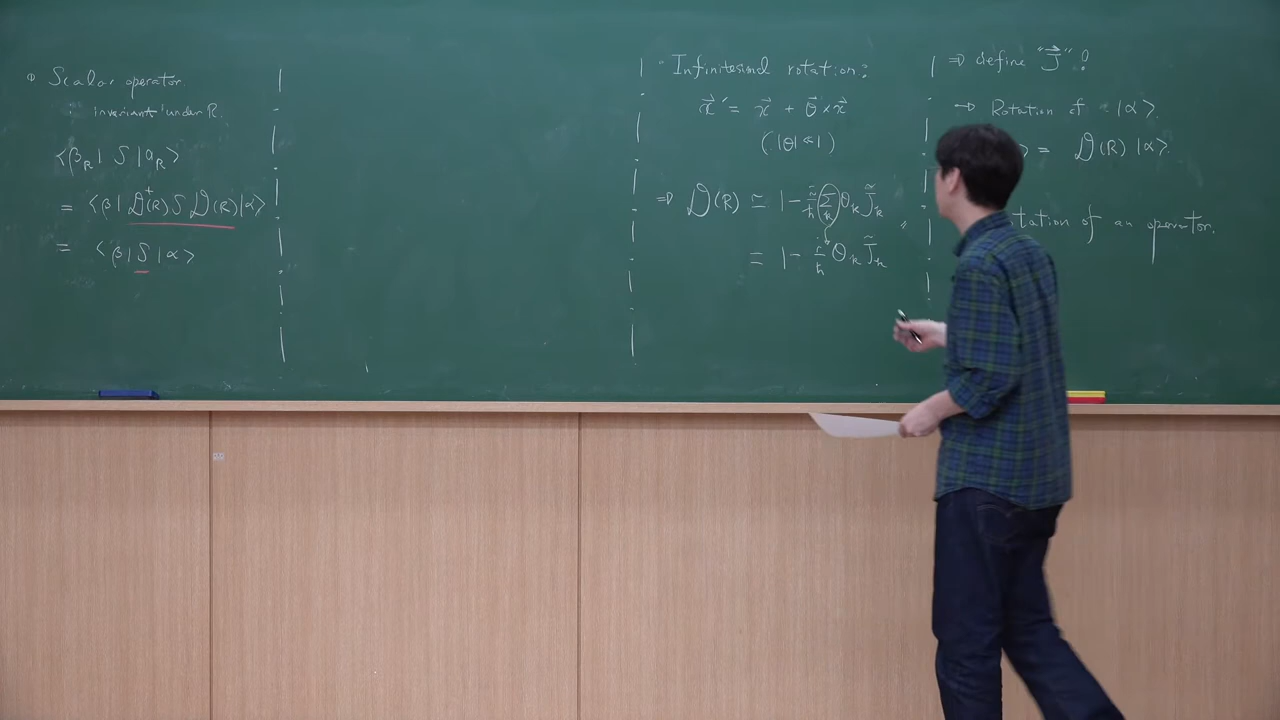 ① Scalar operator.
: invariant under R.
⟨β_R| S |α_R⟩
= ⟨β| 𝒟†(R) S 𝒟(R) |α⟩
= ⟨β| S |α⟩
Infinitesimal rotation:
x⃗' = x⃗ + θ⃗ × x⃗
(|θ| ≪ 1)
⇒ 𝒟(R) ≃ 1 - i/ħ Σ_k θ_k J̃_k
= 1 - i/ħ θ_k J̃_k
⇒ define "J⃗" !
→ Rotation of |α⟩.
⟩ = 𝒟(R) |α⟩.
tation of an operator.